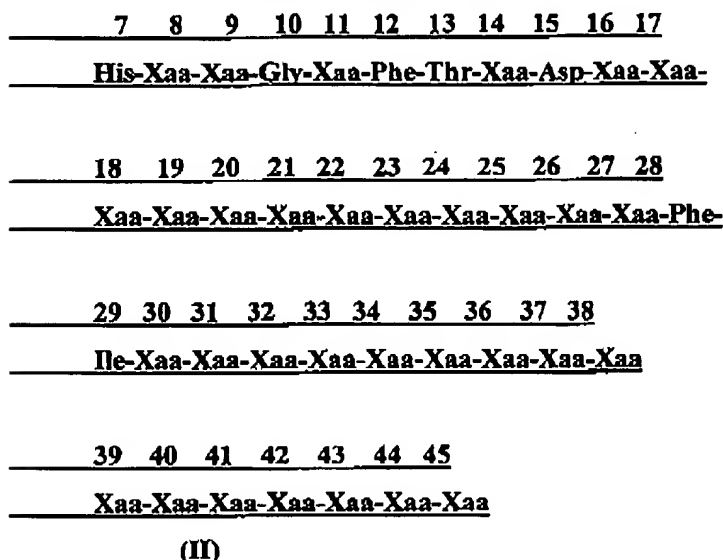 7 8 9 10 11 12 13 14 15 16 17
His-Xaa-Xaa-Gly-Xaa-Phe-Thr-Xaa-Asp-Xaa-Xaa-
18 19 20 21 22 23 24 25 26 27 28
Xaa-Xaa-Xaa-Xaa-Xaa-Xaa-Xaa-Xaa-Xaa-Xaa-Phe-
29 30 31 32 33 34 35 36 37 38
Ile-Xaa-Xaa-Xaa-Xaa-Xaa-Xaa-Xaa-Xaa-Xaa
39 40 41 42 43 44 45
Xaa-Xaa-Xaa-Xaa-Xaa-Xaa-Xaa
(II)